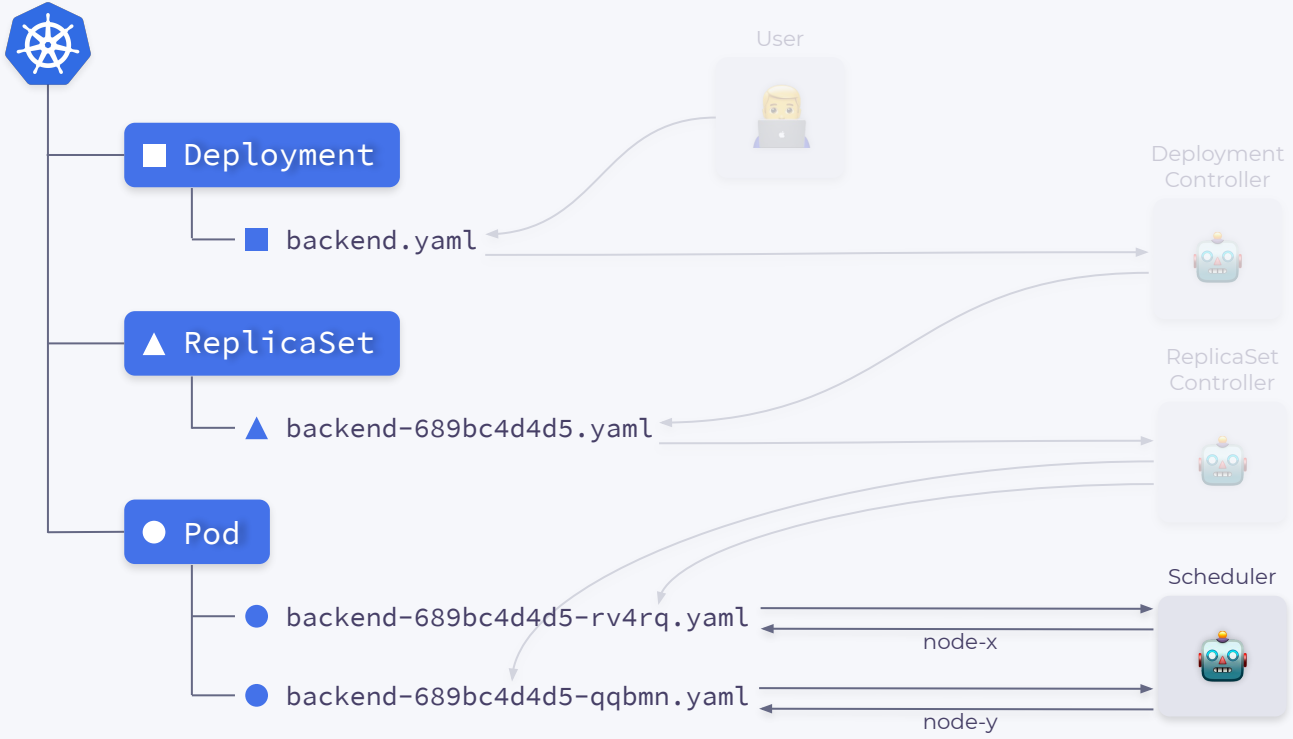 User
Deployment
Deployment
Controller
backend.yaml
ReplicaSet
ReplicaSet
Controller
backend-689bc4d4d5.yaml
Pod
Scheduler
backend-689bc4d4d5-rv4rq.yaml
node-x
backend-689bc4d4d5-qqbmn.yaml
node-y